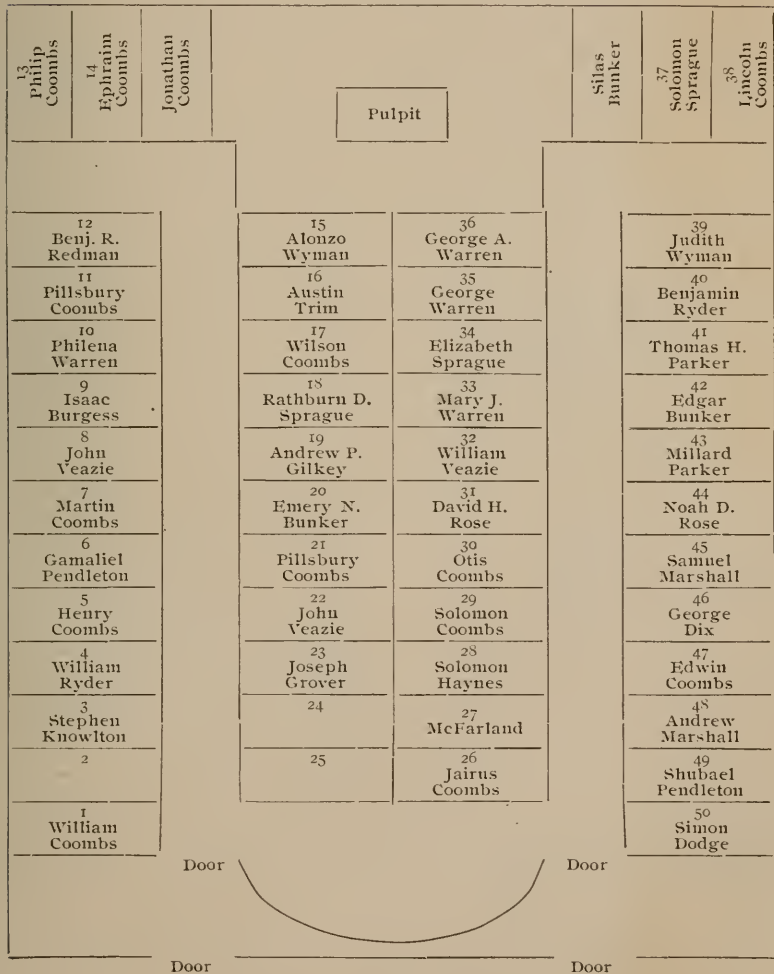 13
Philip
Coombs
14
Ephraim
Coombs
Jonathan
Coombs
Pulpit
Silas
Bunker
37
Solomon
Sprague
38
Lincoln
Coombs
12
Benj. R.
Redman
11
Pillsbury
Coombs
10
Philena
Warren
9
Isaac
Burgess
8
John
Veazie
7
Martin
Coombs
6
Gamaliel
Pendleton
5
Henry
Coombs
4
William
Ryder
3
Stephen
Knowlton
2
1
William
Coombs
15
Alonzo
Wyman
16
Austin
Trim
17
Wilson
Coombs
18
Rathburn D.
Sprague
19
Andrew P.
Gilkey
20
Emery N.
Bunker
21
Pillsbury
Coombs
22
John
Veazie
23
Joseph
Grover
24
25
36
George A.
Warren
35
George
Warren
34
Elizabeth
Sprague
33
Mary J.
Warren
32
William
Veazie
31
David H.
Rose
30
Otis
Coombs
29
Solomon
Coombs
28
Solomon
Haynes
27
McFarland
26
Jairus
Coombs
39
Judith
Wyman
40
Benjamin
Ryder
41
Thomas H.
Parker
42
Edgar
Bunker
43
Millard
Parker
44
Noah D.
Rose
45
Samuel
Marshall
46
George
Dix
47
Edwin
Coombs
48
Andrew
Marshall
49
Shubael
Pendleton
50
Simon
Dodge
Door
Door
Door
Door